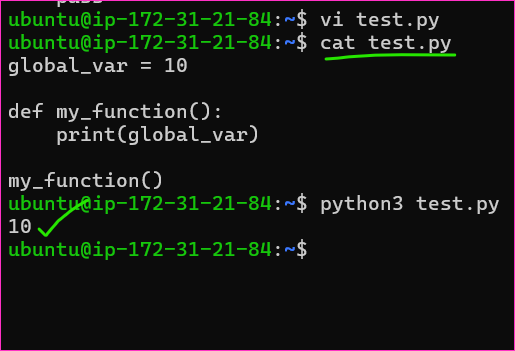 pass
ubuntu@ip-172-31-21-84:~$ vi test.py
ubuntu@ip-172-31-21-84:~$ cat test.py
global_var = 10
def my_function():
    print(global_var)
my_function()
ubuntu@ip-172-31-21-84:~$ python3 test.py
10
ubuntu@ip-172-31-21-84:~$